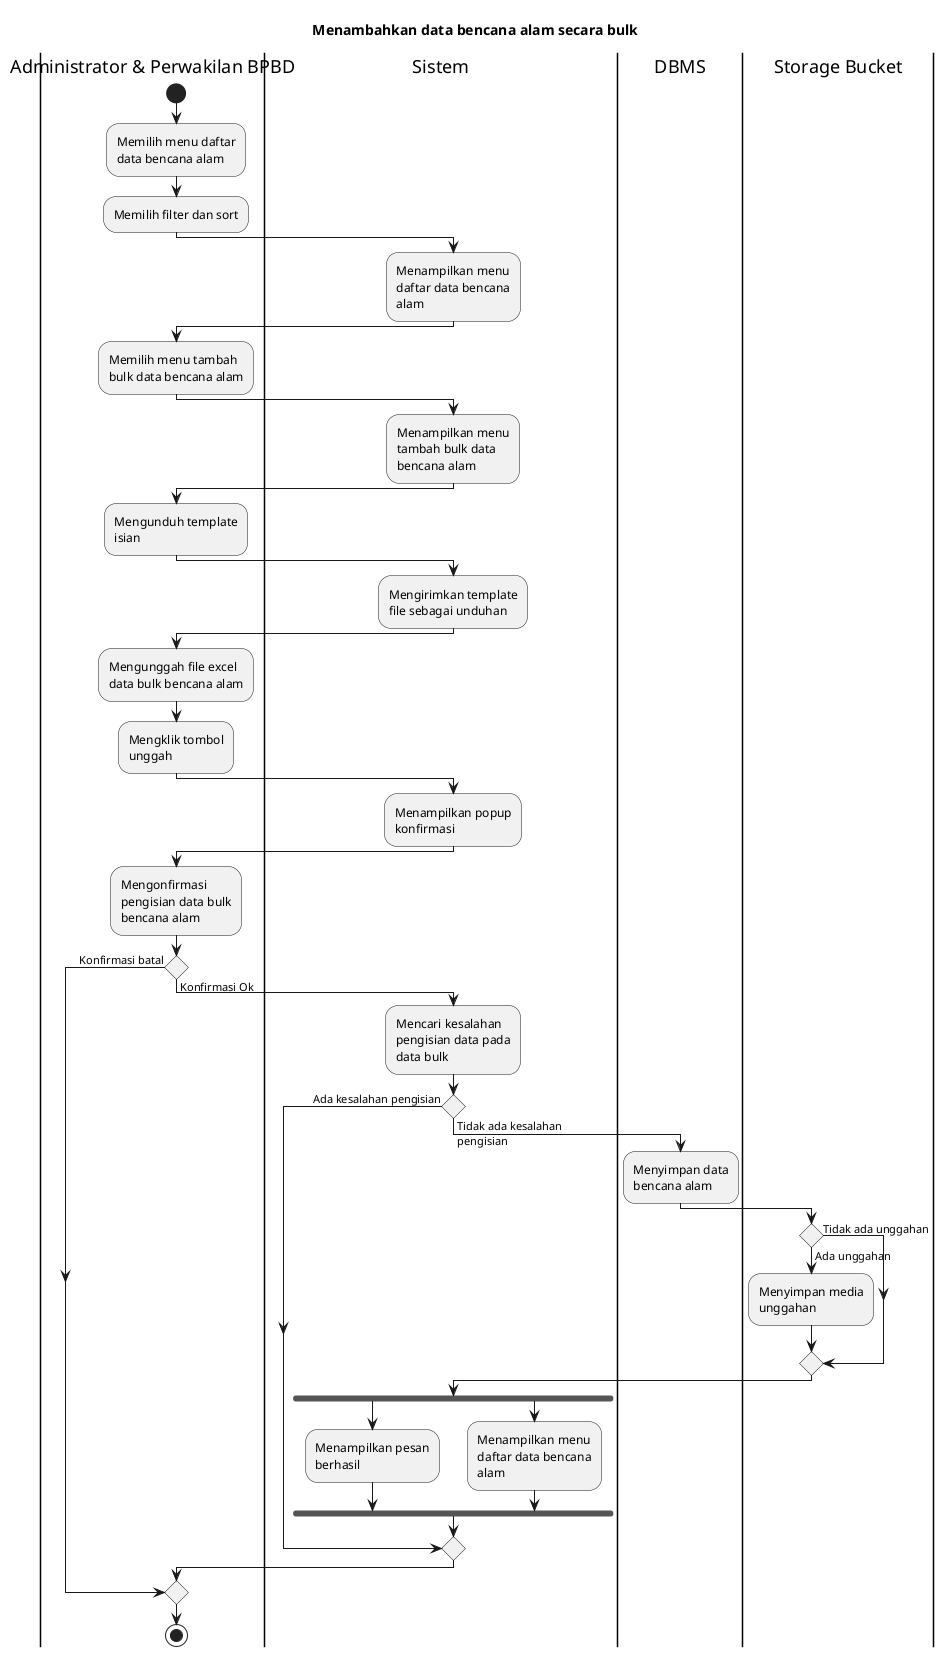 Menambahkan data bencana alam secara bulk
Administrator & Perwakilan BPBD
Sistem
DBMS
Storage Bucket
Memilih menu daftar
data bencana alam
Memilih filter dan sort
Menampilkan menu
daftar data bencana
alam
Memilih menu tambah
bulk data bencana alam
Menampilkan menu
tambah bulk data
bencana alam
Mengunduh template
isian
Mengirimkan template
file sebagai unduhan
Mengunggah file excel
data bulk bencana alam
Mengklik tombol
unggah
Menampilkan popup
konfirmasi
Mengonfirmasi
pengisian data bulk
bencana alam
Konfirmasi batal
Konfirmasi Ok
Mencari kesalahan
pengisian data pada
data bulk
Ada kesalahan pengisian
Tidak ada kesalahan
pengisian
Menyimpan data
bencana alam
Tidak ada unggahan
Ada unggahan
Menyimpan media
unggahan
Menampilkan pesan
berhasil
Menampilkan menu
daftar data bencana
alam